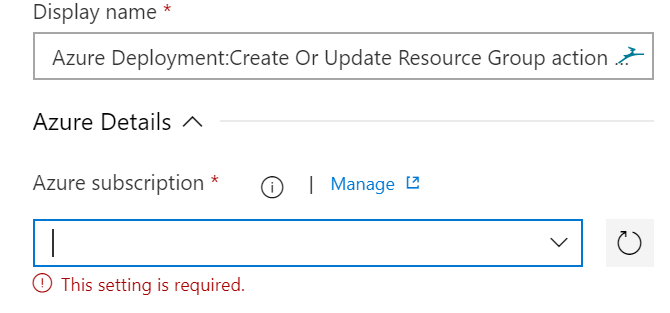 Display name *
Azure Deployment:Create Or Update Resource Group action ...
Azure Details
Azure subscription * | Manage
This setting is required.